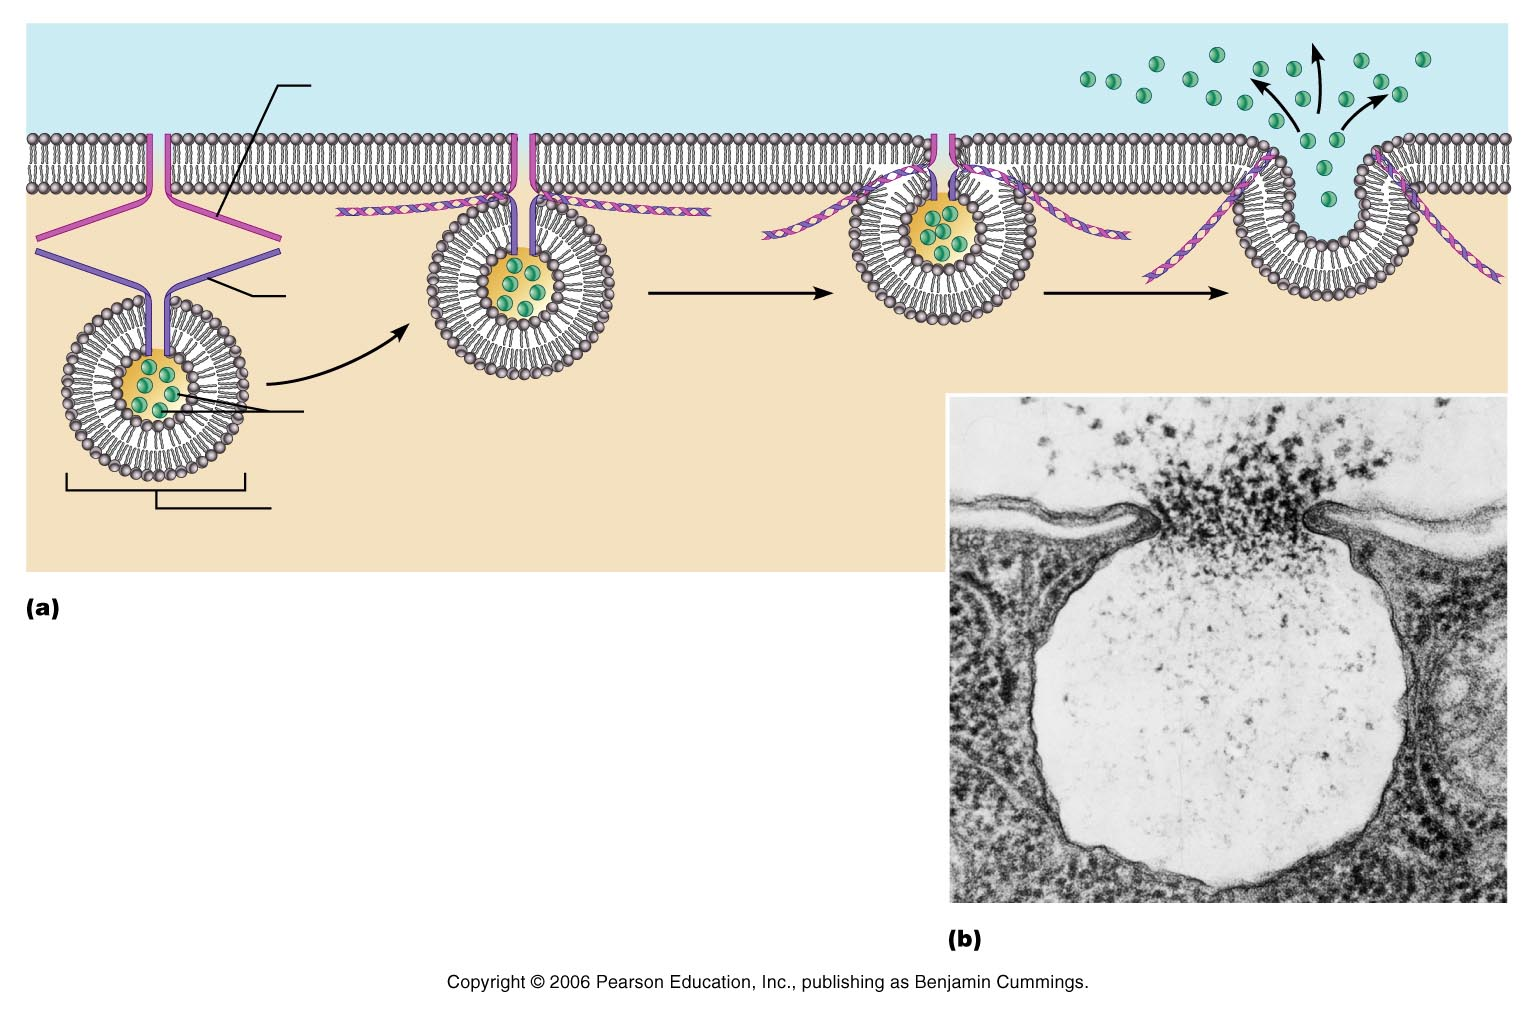 (a)
(b)
Copyright © 2006 Pearson Education, Inc., publishing as Benjamin Cummings.